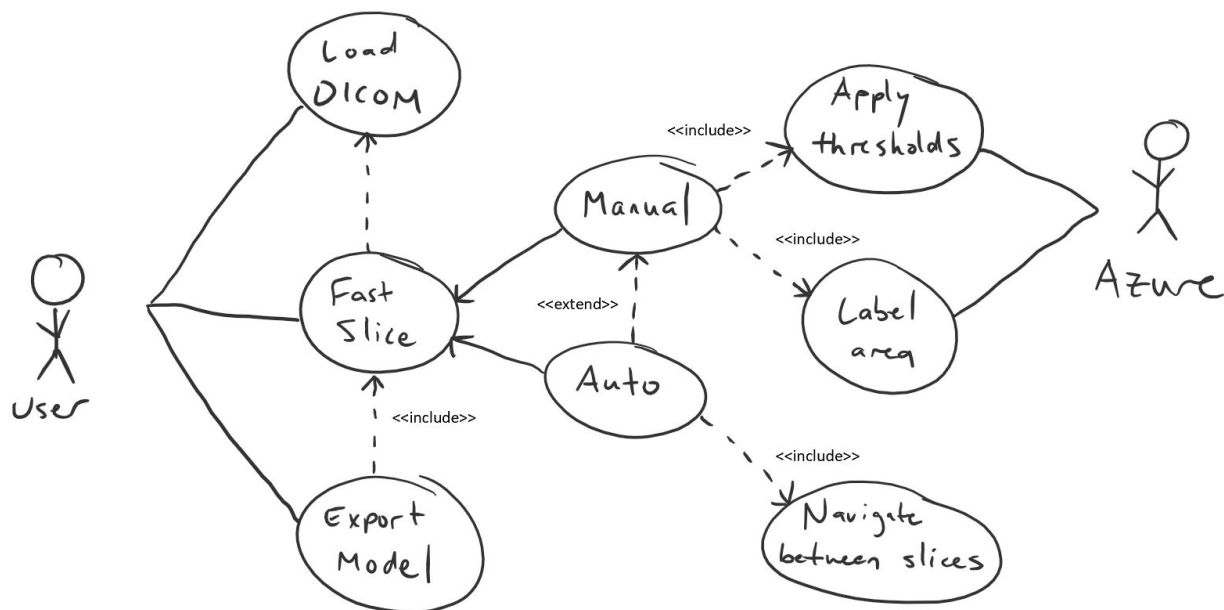 Load
DICOM
Apply
thresholds
<<include>>
Manual
<<include>>
Azure
Fast
Slice
<<extend>>
Label
area
User
Auto
<<include>>
<<include>>
Export
Model
Navigate
between slices